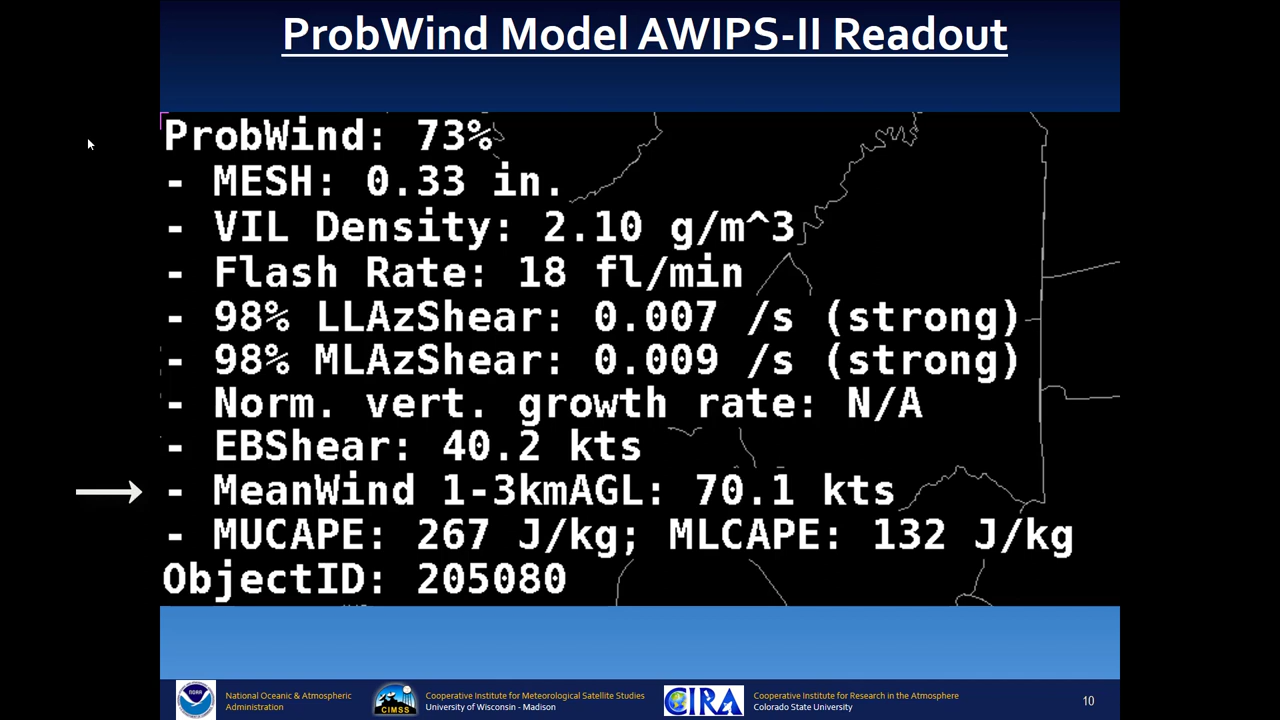 ProbWind Model AWIPS-II Readout
ProbWind: 73%
- MESH: 0.33 in.
- VIL Density: 2.10 g/m^3
- Flash Rate: 18 fl/min
- 98% LLAzShear: 0.007 /s (strong)
- 98% MLAzShear: 0.009 /s (strong)
- Norm. vert. growth rate: N/A
- EBShear: 40.2 kts
- MeanWind 1-3kmAGL: 70.1 kts
- MUCAPE: 267 J/kg; MLCAPE: 132 J/kg
ObjectID: 205080
NOAA
National Oceanic & Atmospheric
Administration
CIMSS
Cooperative Institute for Meteorological Satellite Studies
University of Wisconsin - Madison
CIRA
Cooperative Institute for Research in the Atmosphere
Colorado State University
10